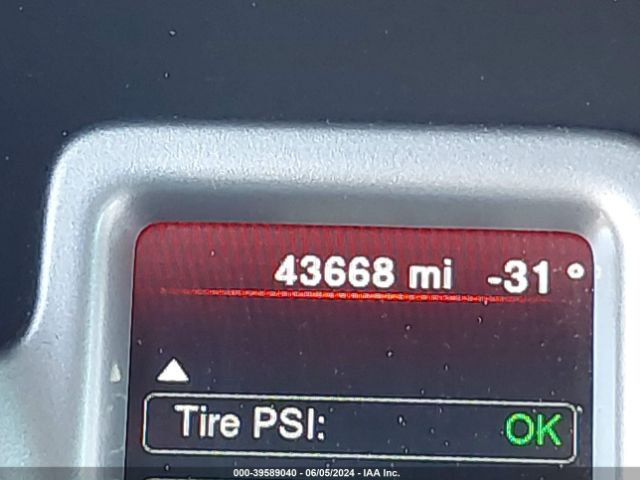 43668 mi -31 °
Tire PSI: OK
000-39589040 - 06/05/2024 - IAA Inc.